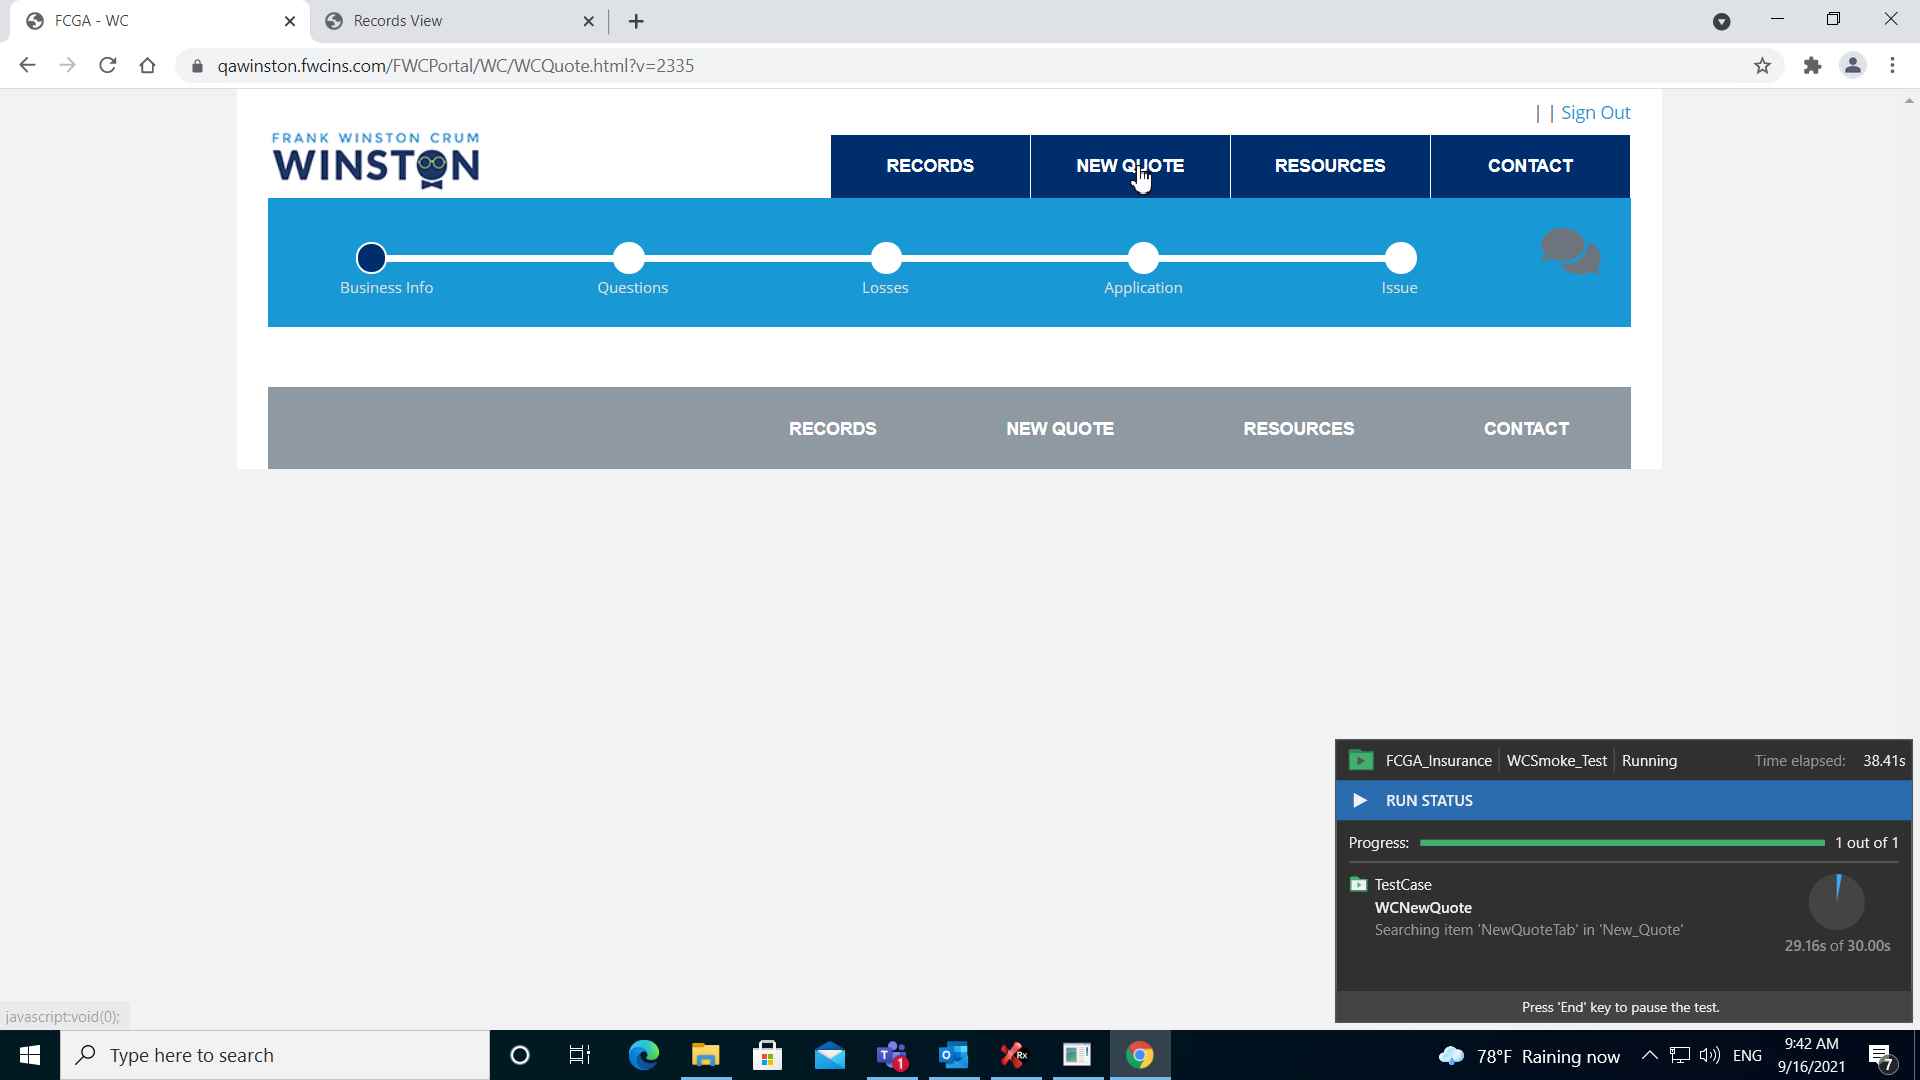 FCGA - WC
Records View
qawinston.fwcins.com/FWCPortal/WC/WCQuote.html?v=2335
| | Sign Out
FRANK WINSTON CRUM
WINSTON
RECORDS
NEW QUOTE
RESOURCES
CONTACT
Business Info
Questions
Losses
Application
Issue
RECORDS
NEW QUOTE
RESOURCES
CONTACT
FCGA_Insurance
WCSmoke_Test
Running
Time elapsed: 38.41s
RUN STATUS
Progress:
1 out of 1
TestCase
WCNewQuote
Searching item 'NewQuoteTab' in 'New_Quote'
29.16s of 30.00s
Press 'End' key to pause the test.
javascript:void(0);
Type here to search
T
1
Rx
78°F Raining now
ENG
9:42 AM
9/16/2021
7